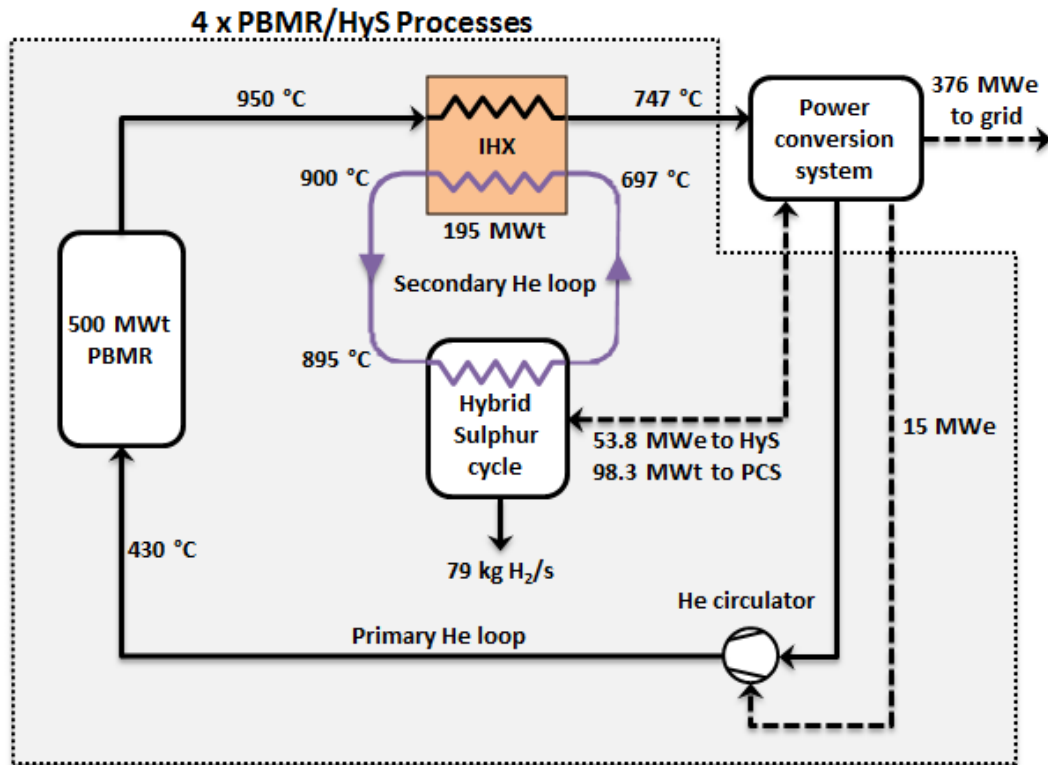 4 x PBMR/HyS Processes
950 °C
747 °C
Power
conversion
system
376 MWe
to grid
IHX
900 °C
697 °C
195 MWt
Secondary He loop
500 MWt
PBMR
895 °C
Hybrid
Sulphur
cycle
53.8 MWe to HyS
98.3 MWt to PCS
15 MWe
430 °C
79 kg H₂/s
He circulator
Primary He loop